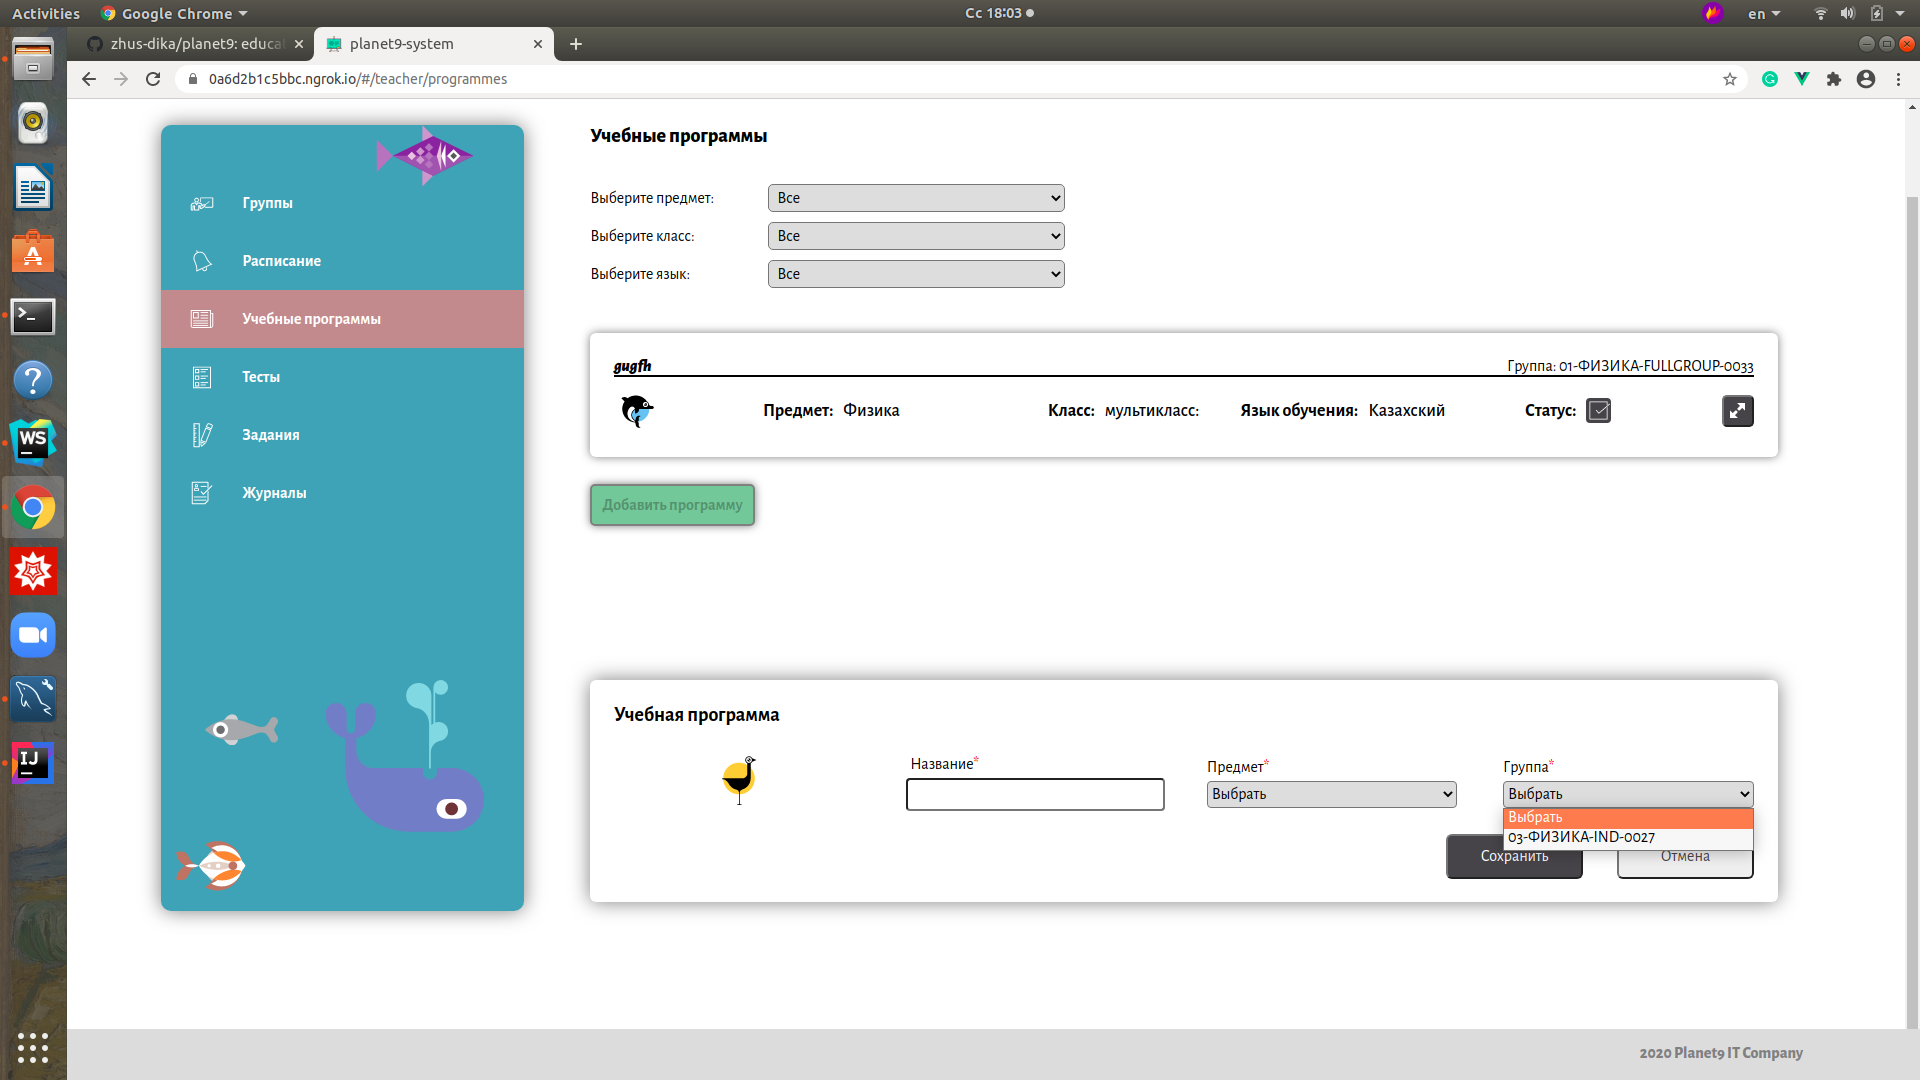 Activities
Google Chrome
Сс 18:03
en
zhus-dika/planet9: educat
planet9-system
0a6d2b1c5bbc.ngrok.io/#/teacher/programmes
Группы
Расписание
Учебные программы
Тесты
Задания
Журналы
Учебные программы
Выберите предмет:
Все
Выберите класс:
Все
Выберите язык:
Все
gugfh
Группа: 01-ФИЗИКА-FULLGROUP-0033
Предмет: Физика
Класс: мультикласс:
Язык обучения: Казахский
Статус:
Добавить программу
Учебная программа
Название*
Предмет*
Выбрать
Группа*
Выбрать
Выбрать
03-ФИЗИКА-IND-0027
Сохранить
Отмена
2020 Planet9 IT Company
WS
IJ